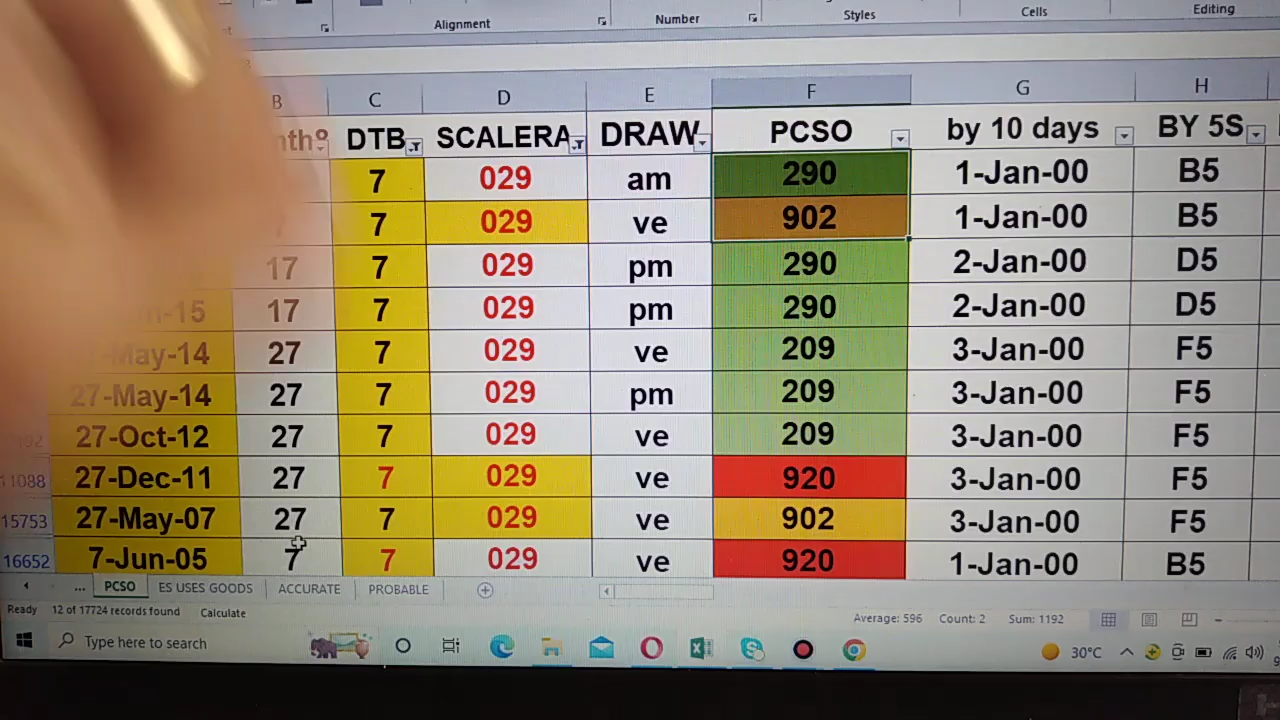 Alignment Number Styles Cells Editing
B C D E F G H
DTB SCALERA DRAW PCSO by 10 days BY 5S
7 029 am 290 1-Jan-00 B5
7 029 ve 902 1-Jan-00 B5
17 7 029 pm 290 2-Jan-00 D5
17 7 029 pm 290 2-Jan-00 D5
27 7 029 ve 209 3-Jan-00 F5
27-May-14 27 7 029 pm 209 3-Jan-00 F5
27-Oct-12 27 7 029 ve 209 3-Jan-00 F5
11088 27-Dec-11 27 7 029 ve 920 3-Jan-00 F5
15753 27-May-07 27 7 029 ve 902 3-Jan-00 F5
16652 7-Jun-05 7 7 029 ve 920 1-Jan-00 B5
... PCSO ES USES GOODS ACCURATE PROBABLE
Ready 12 of 17724 records found Calculate Average: 596 Count: 2 Sum: 1192
Type here to search 30°C